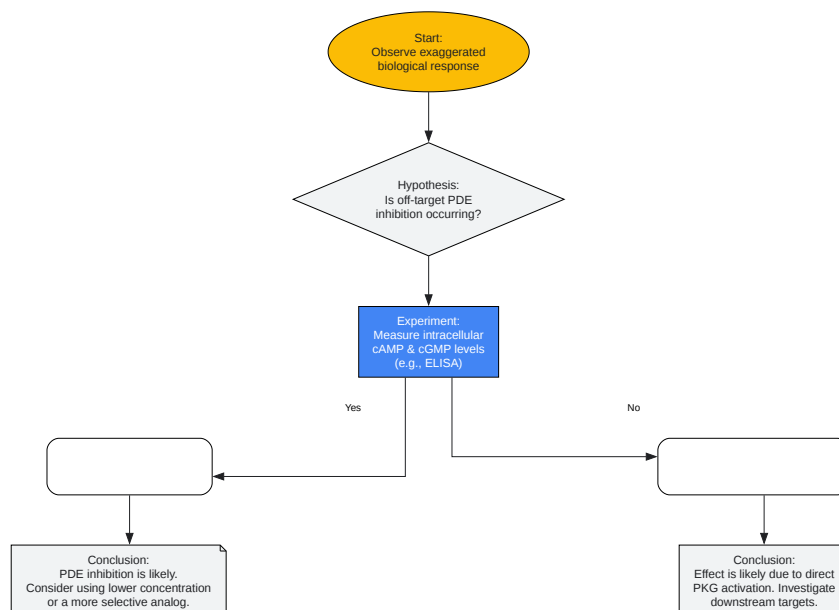 Start:
Observe exaggerated
biological response
Hypothesis:
Is off-target PDE
inhibition occurring?
Experiment:
Measure intracellular
cAMP & cGMP levels
(e.g., ELISA)
Yes
No
Conclusion:
PDE inhibition is likely.
Consider using lower concentration
or a more selective analog.
Conclusion:
Effect is likely due to direct
PKG activation. Investigate
downstream targets.